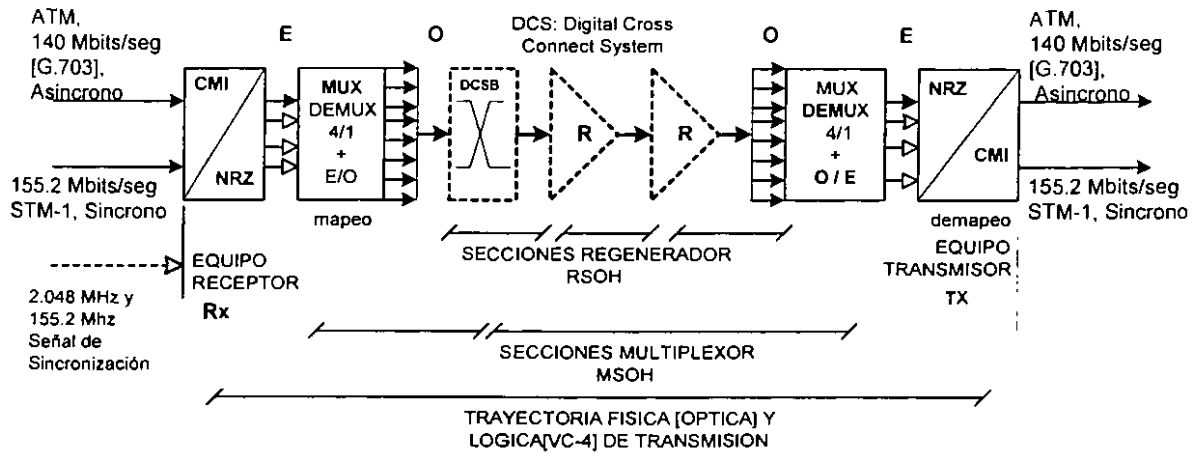 ATM,
140 Mbits/seg
[G.703],
Asincrono
155.2 Mbits/seg
STM-1, Sincrono
2.048 MHz y
155.2 Mhz
Señal de
Sincronización
E
CMI
NRZ
EQUIPO
RECEPTOR
Rx
MUX
DEMUX
4/1
+
E/O
mapeo
O
DCSB
DCS: Digital Cross
Connect System
R
R
SECCIONES REGENERADOR
RSOH
SECCIONES MULTIPLEXOR
MSOH
TRAYECTORIA FISICA [OPTICA] Y
LOGICA[VC-4] DE TRANSMISION
O
MUX
DEMUX
4/1
+
O / E
E
NRZ
CMI
demapeo
EQUIPO
TRANSMISOR
TX
ATM,
140 Mbits/seg
[G.703],
Asincrono
155.2 Mbits/seg
STM-1, Sincrono